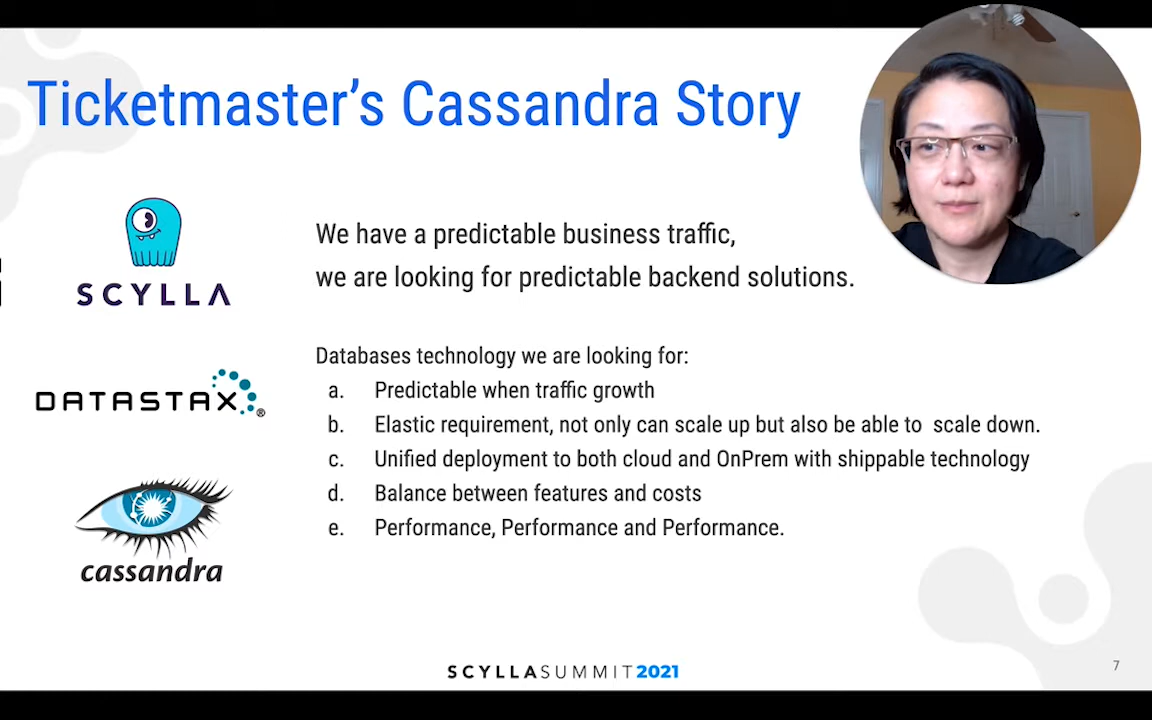 Ticketmaster's Cassandra Story
SCYLLA
We have a predictable business traffic,
we are looking for predictable backend solutions.
DATASTAX®
cassandra
Databases technology we are looking for:
a. Predictable when traffic growth
b. Elastic requirement, not only can scale up but also be able to scale down.
c. Unified deployment to both cloud and OnPrem with shippable technology
d. Balance between features and costs
e. Performance, Performance and Performance.
SCYLLASUMMIT2021
7